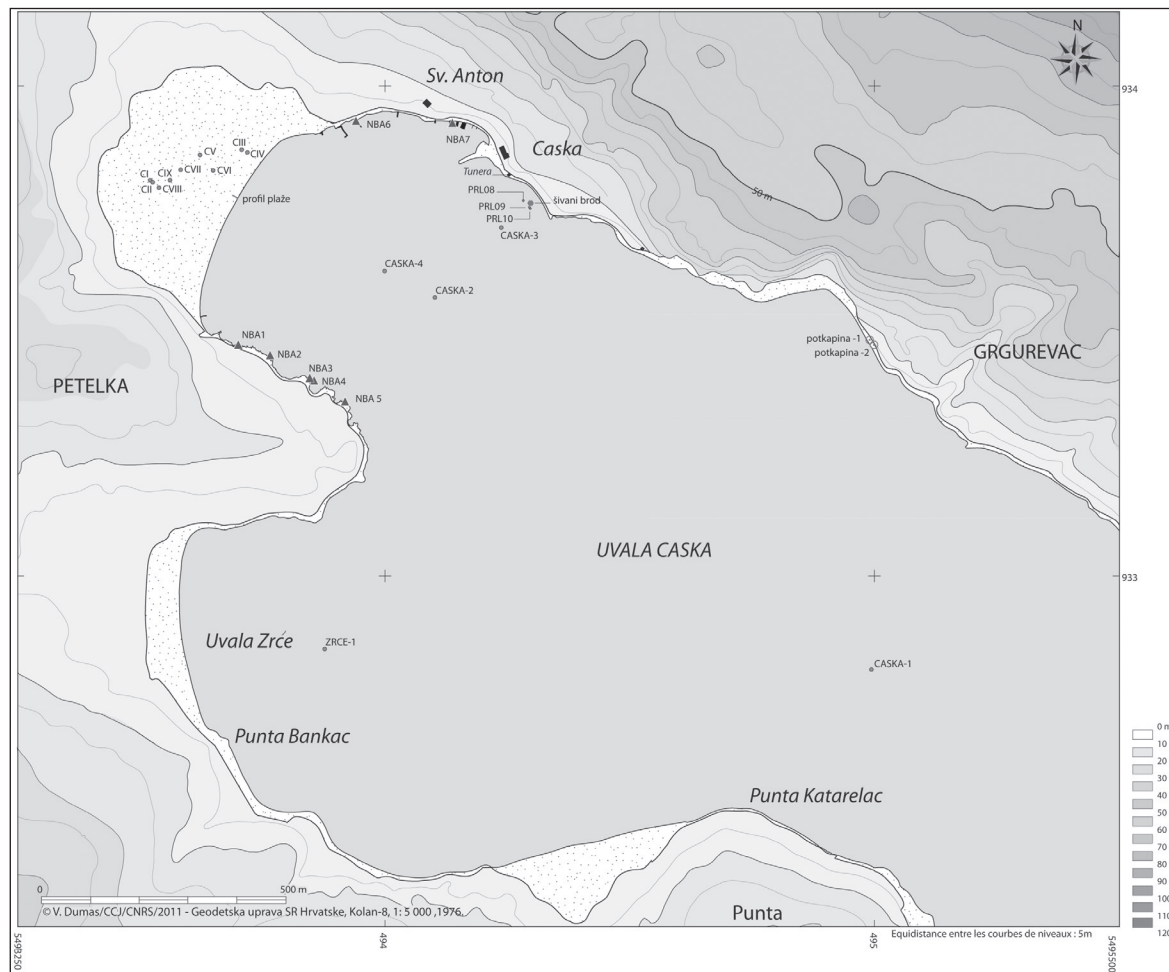 N
934
Sv. Anton
NBA6
NBA7
Caska
CIII
CV
CIV
CI
CIX
CVII
CVI
CII
CVIII
Tunera
PRL08
šivani brod
PRL09
PRL10
profil plaže
50 m
CASKA-3
CASKA-4
CASKA-2
NBA1
NBA2
NBA3
NBA4
NBA 5
PETELKA
potkapina -1
potkapina -2
GRGUREVAC
UVALA CASKA
933
Uvala Zrće
ZRCE-1
CASKA-1
Punta Bankac
Punta Katarelac
0 m
10
20
30
40
50
60
70
80
90
100
110
120
0
500 m
© V. Dumas/CCJ/CNRS/2011 - Geodetska uprava SR Hrvatske, Kolan-8, 1: 5 000 ,1976.
Punta
Equidistance entre les courbes de niveaux : 5m
5493250
494
495
5495500